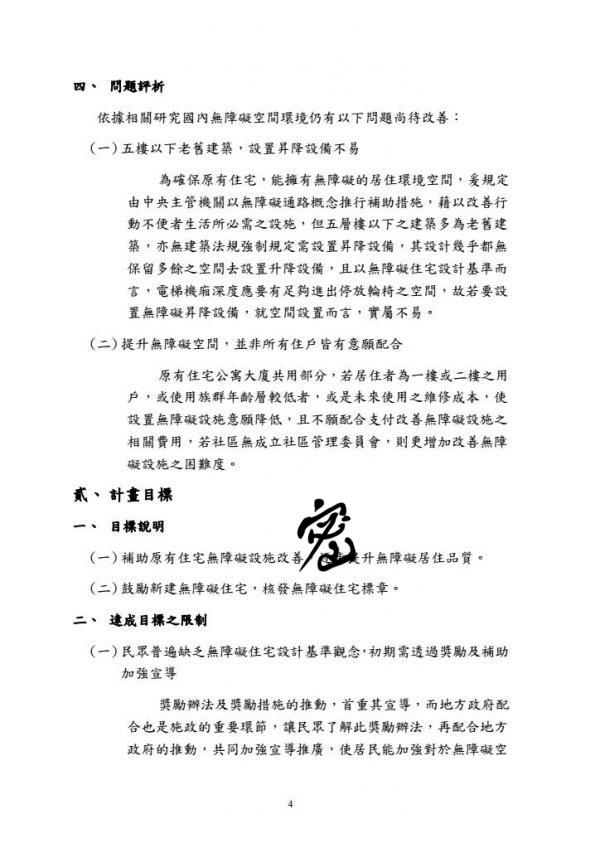 四、 問題評析
依據相關研究國內無障礙空間環境仍有以下問題尚待改善：
（一）五樓以下老舊建築，設置昇降設備不易
為確保原有住宅，能擁有無障礙的居住環境空間，爰規定
由中央主管機關以無障礙通路概念推行補助措施，藉以改善行
動不便者生活所必需之設施，但五層樓以下之建築多為老舊建
築，亦無建築法規強制規定需設置昇降設備，其設計幾乎都無
保留多餘之空間去設置升降設備，且以無障礙住宅設計基準而
言，電梯機廂深度應要有足夠進出停放輪椅之空間，故若要設
置無障礙昇降設備，就空間設置而言，實屬不易。
（二）提升無障礙空間，並非所有住戶皆有意願配合
原有住宅公寓大廈共用部分，若居住者為一樓或二樓之用
戶，或使用族群年齡層較低者，或是未來使用之維修成本，使
設置無障礙設施意願降低，且不願配合支付改善無障礙設施之
相關費用，若社區無成立社區管理委員會，則更增加改善無障
礙設施之困難度。
貳、計畫目標
一、 目標說明
（一）補助原有住宅無障礙設施改善，提升無障礙居住品質。
密
（二）鼓勵新建無障礙住宅，核發無障礙住宅標章。
二、 達成目標之限制
（一）民眾普遍缺乏無障礙住宅設計基準觀念，初期需透過獎勵及補助
加強宣導
獎勵辦法及獎勵措施的推動，首重其宣導，而地方政府配
合也是施政的重要環節，讓民眾了解此獎勵辦法，再配合地方
政府的推動，共同加強宣導推廣，使居民能加強對於無障礙空
4